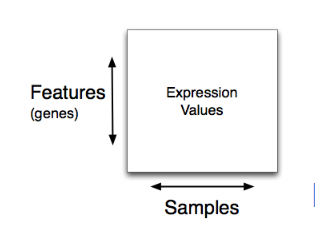 Features
(genes)
Expression
Values
Samples